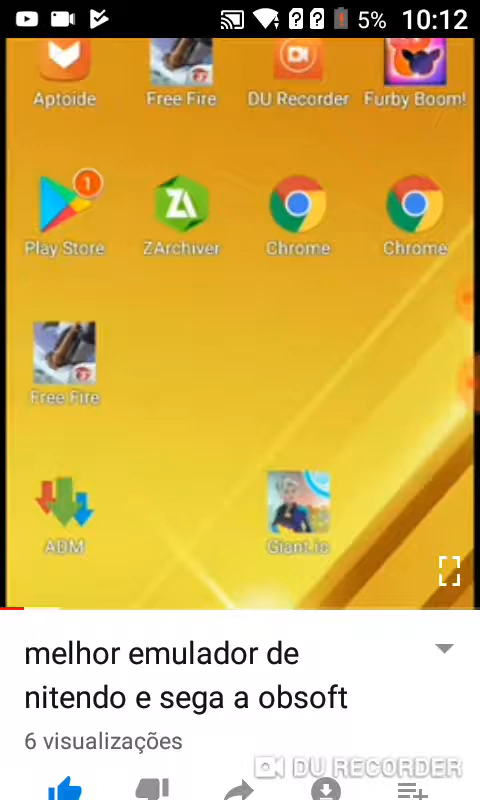 5% 10:12
Aptoide Free Fire DU Recorder Furby Boom!
1
Play Store ZArchiver Chrome Chrome
Free Fire
ADM Giant.io
melhor emulador de
nitendo e sega a obsoft
6 visualizações
DU RECORDER